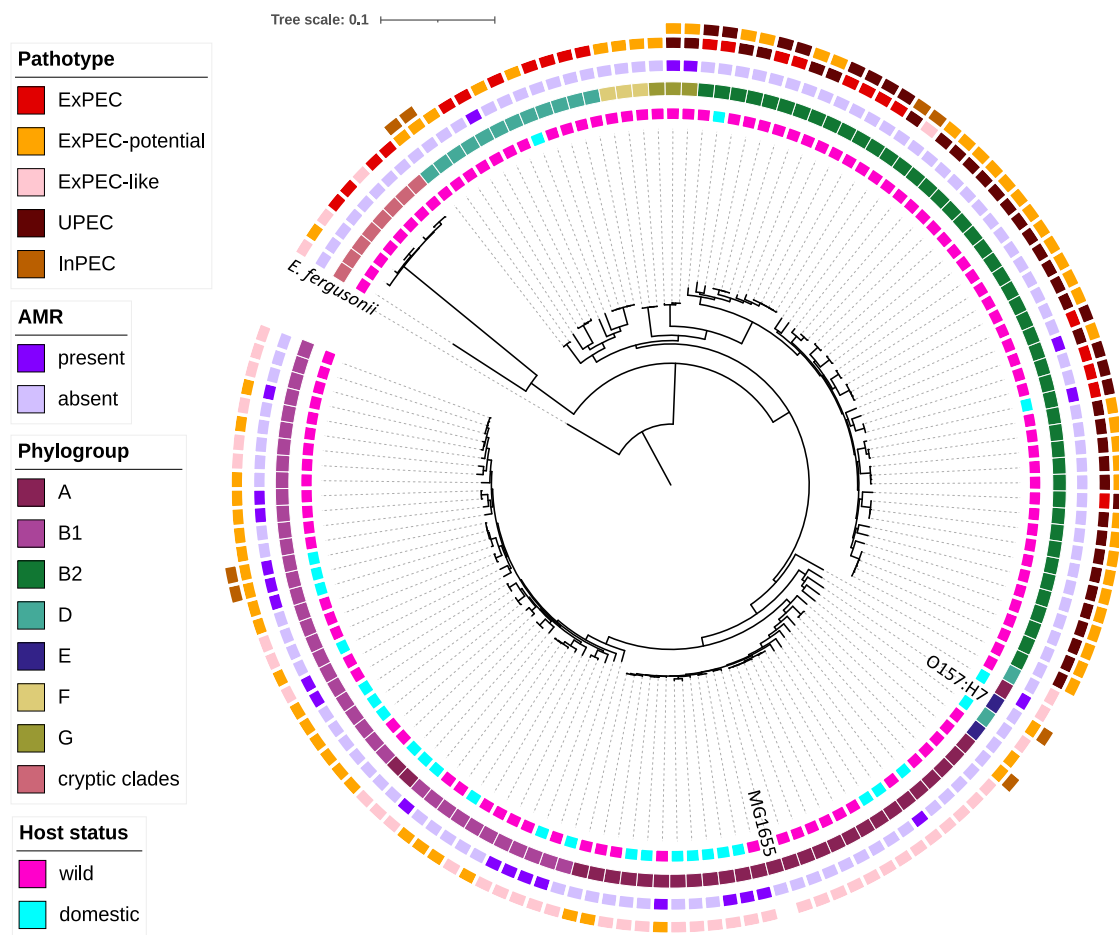 Tree scale: 0.1
Pathotype
ExPEC
ExPEC-potential
ExPEC-like
UPEC
InPEC
AMR
present
absent
Phylogroup
A
B1
B2
D
E
F
G
cryptic clades
Host status
wild
domestic
E. fergusonii
O157:H7
MG1655